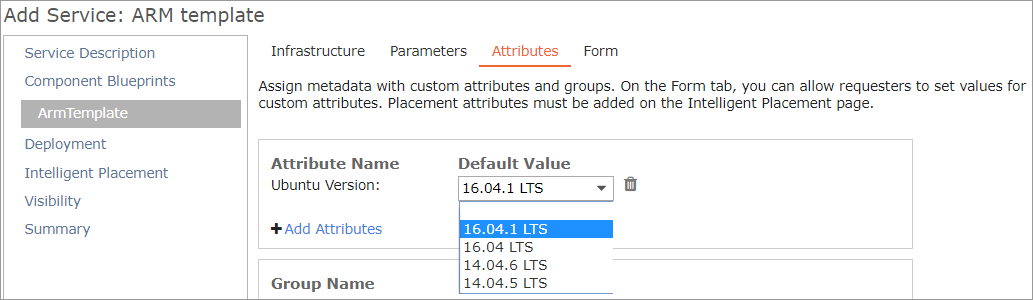 Add Service: ARM template
Service Description
Component Blueprints
ArmTemplate
Deployment
Intelligent Placement
Visibility
Summary
Infrastructure
Parameters
Attributes
Form
Assign metadata with custom attributes and groups. On the Form tab, you can allow requesters to set values for
custom attributes. Placement attributes must be added on the Intelligent Placement page.
Attribute Name
Default Value
Ubuntu Version:
16.04.1 LTS
16.04.1 LTS
16.04 LTS
14.04.6 LTS
14.04.5 LTS
Add Attributes
Group Name